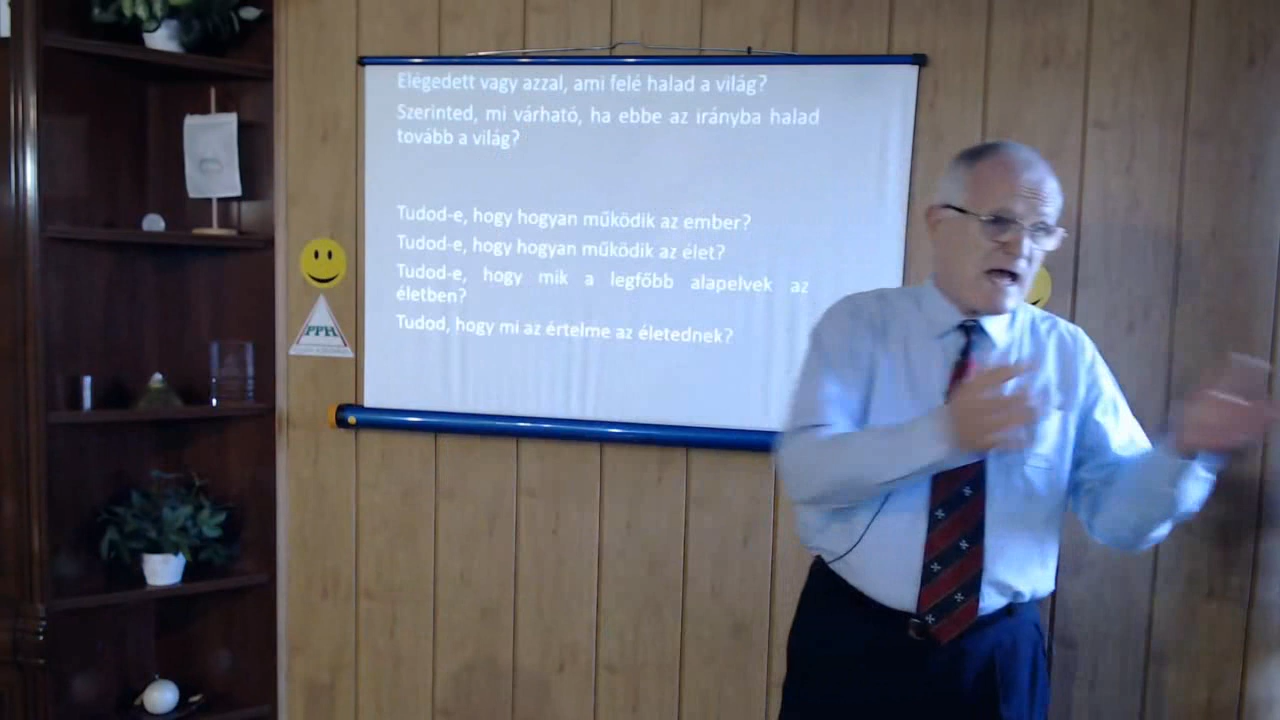 Elégedett vagy azzal, ami felé halad a világ?
Szerinted, mi várható, ha ebbe az irányba halad
tovább a világ?
Tudod-e, hogy hogyan működik az ember?
Tudod-e, hogy hogyan működik az élet?
Tudod-e, hogy mik a legfőbb alapelvek az
életben?
Tudod, hogy mi az értelme az életednek?
PPH